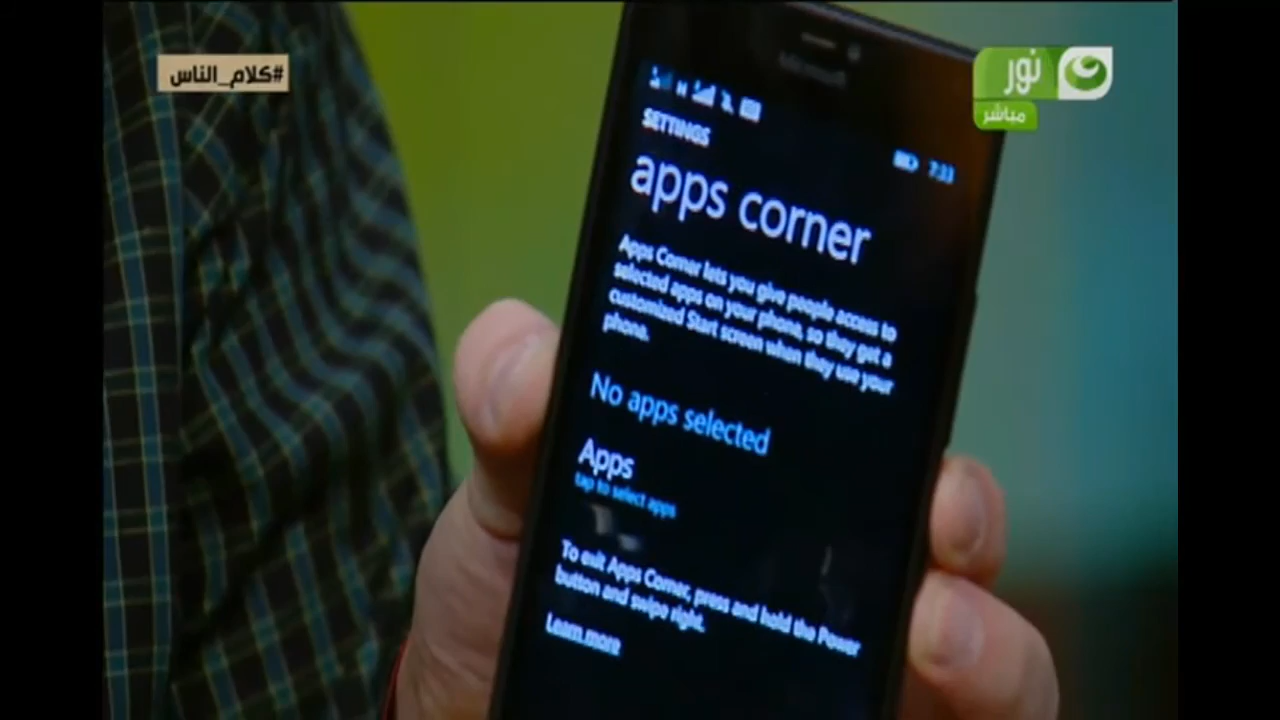 #كلام_الناس
نور
مباشر
Microsoft
7:33
SETTINGS
apps corner
Apps Corner lets you give people access to
selected apps on your phone, so they get a
customized Start screen when they use your
phone.
No apps selected
Apps
tap to select apps
To exit Apps Corner, press and hold the Power
button and swipe right.
Learn more